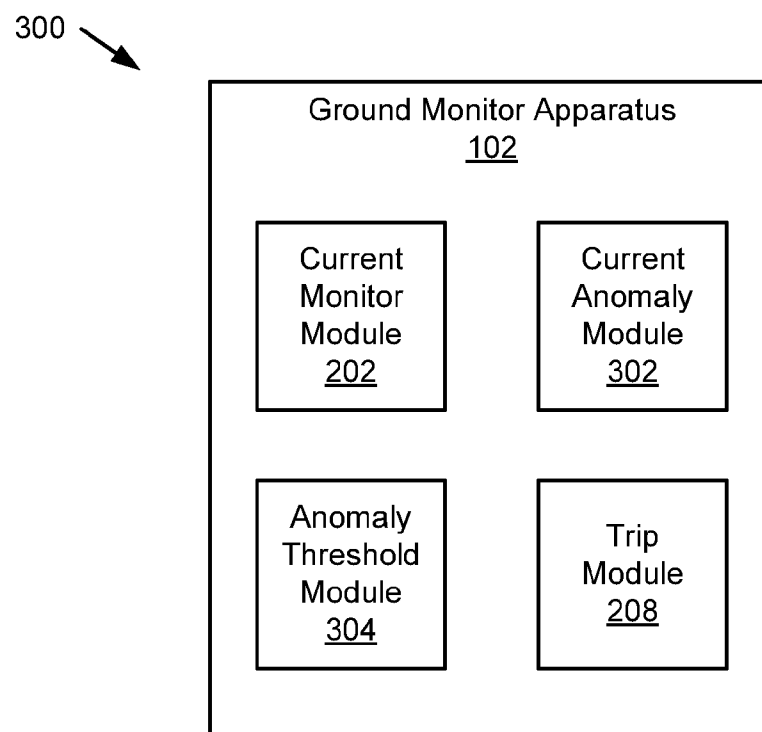 300
Ground Monitor Apparatus
102
Current
Monitor
Module
202
Current
Anomaly
Module
302
Anomaly
Threshold
Module
304
Trip
Module
208